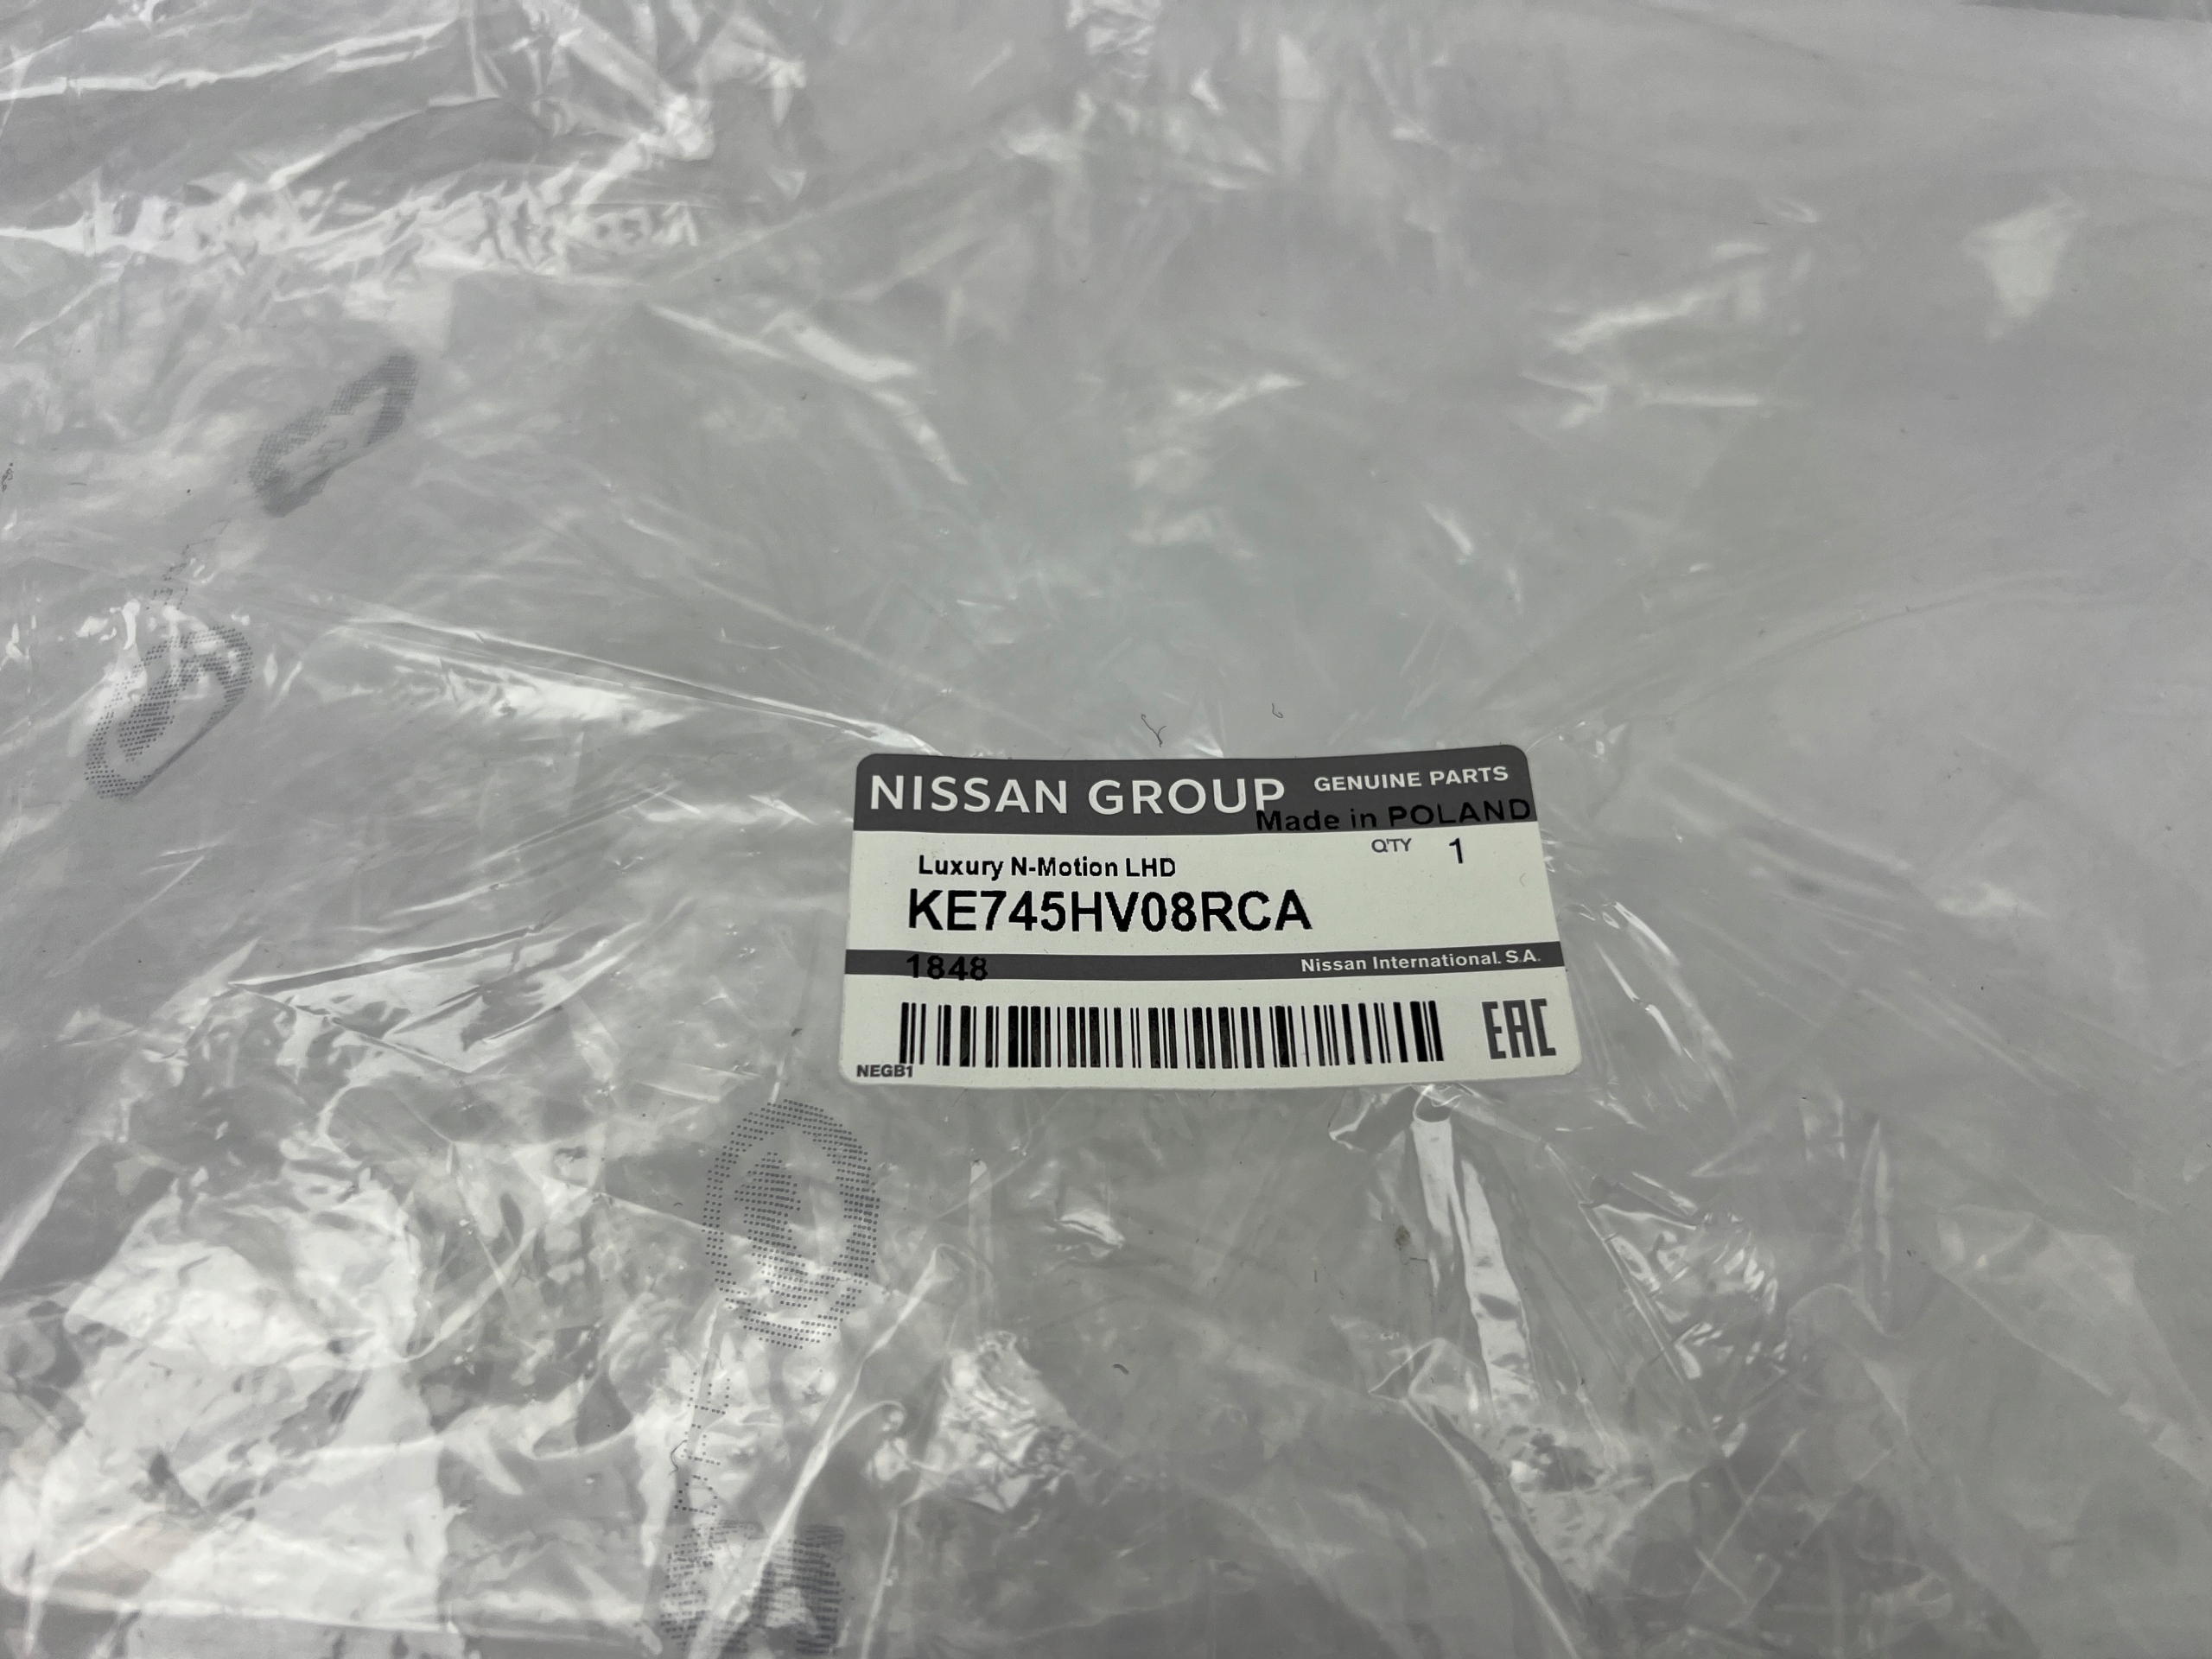 NISSAN GROUP GENUINE PARTS
Made in POLAND
Q'TY 1
Luxury N-Motion LHD
KE745HV08RCA
1848
Nissan International. S.A.
EAC
NEGB1